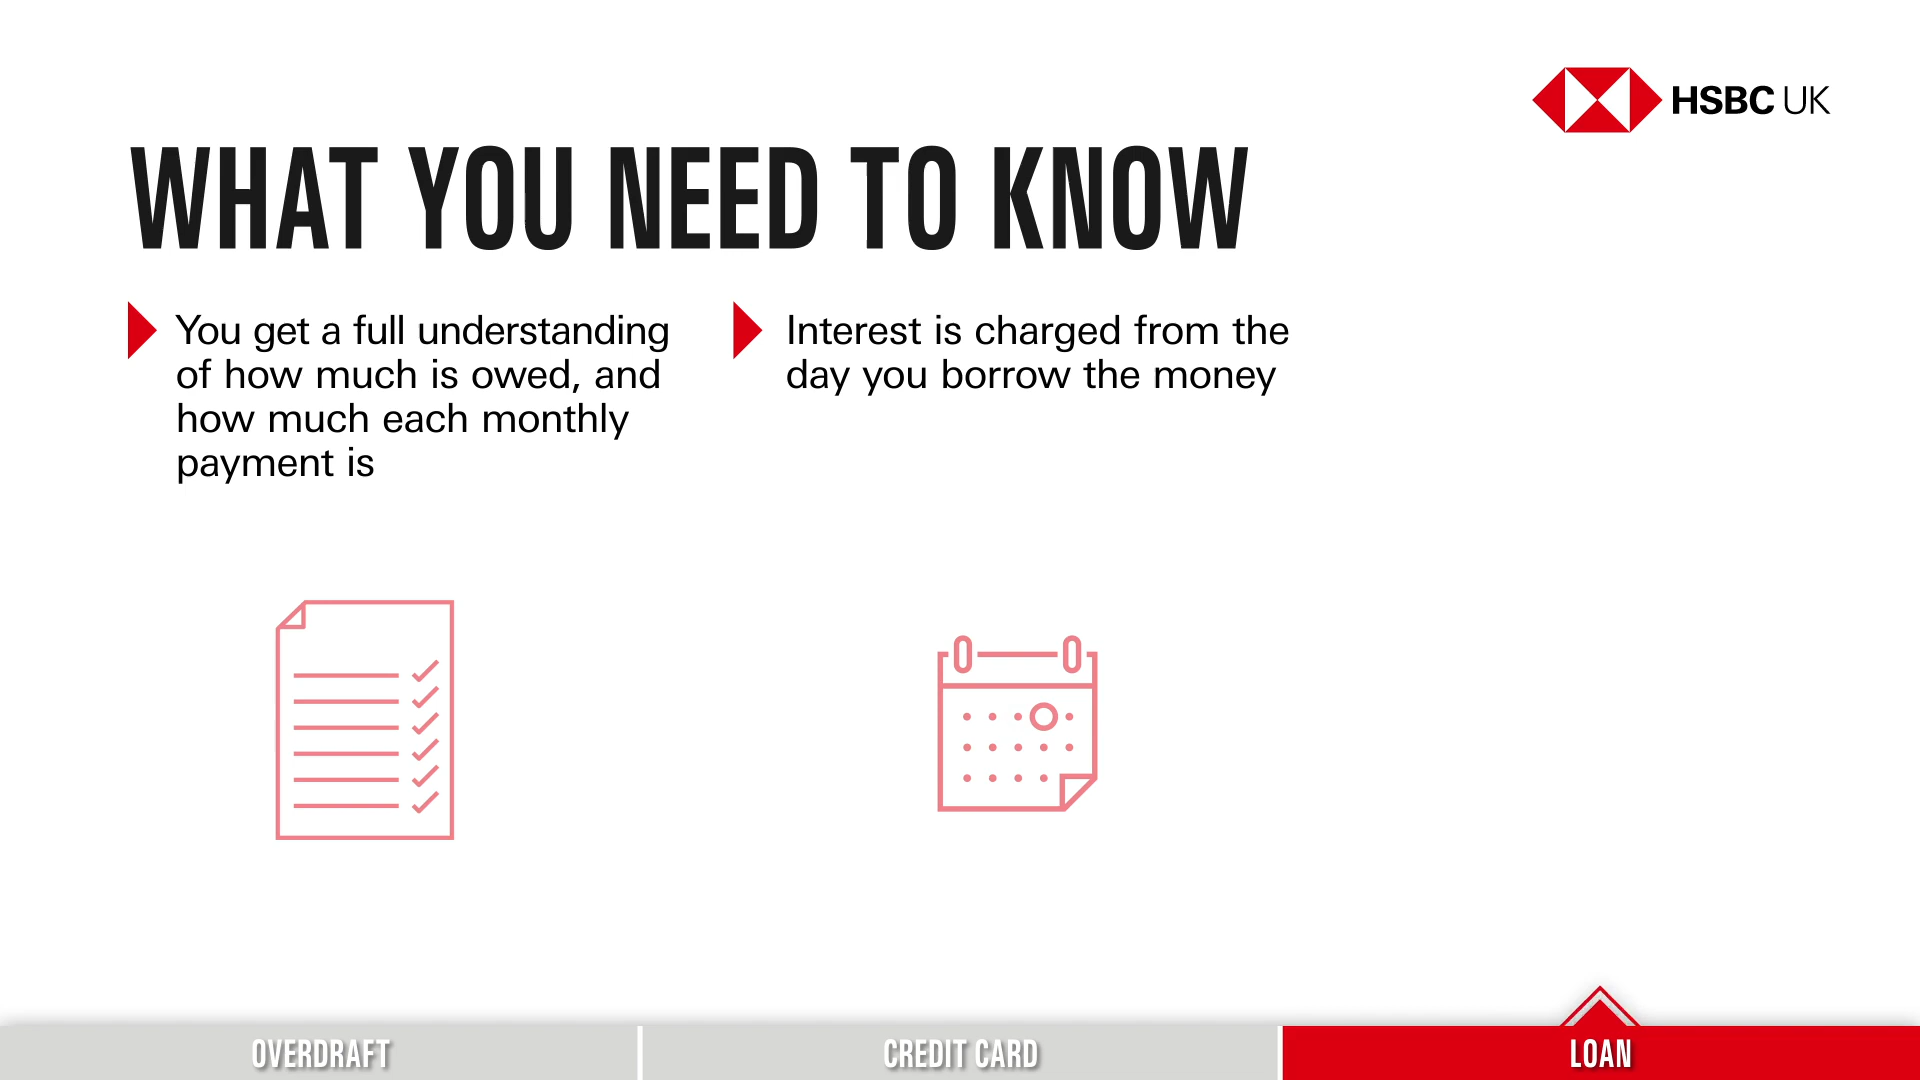 HSBC UK
WHAT YOU NEED TO KNOW
You get a full understanding
of how much is owed, and
how much each monthly
payment is
Interest is charged from the
day you borrow the money
OVERDRAFT
CREDIT CARD
LOAN